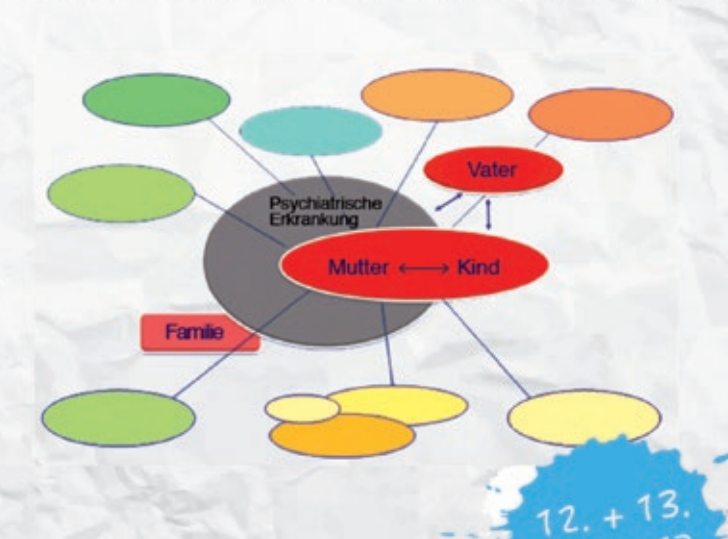 Vater
Psychiatrische
Erkrankung
Mutter ⟷ Kind
Familie
12. + 13.